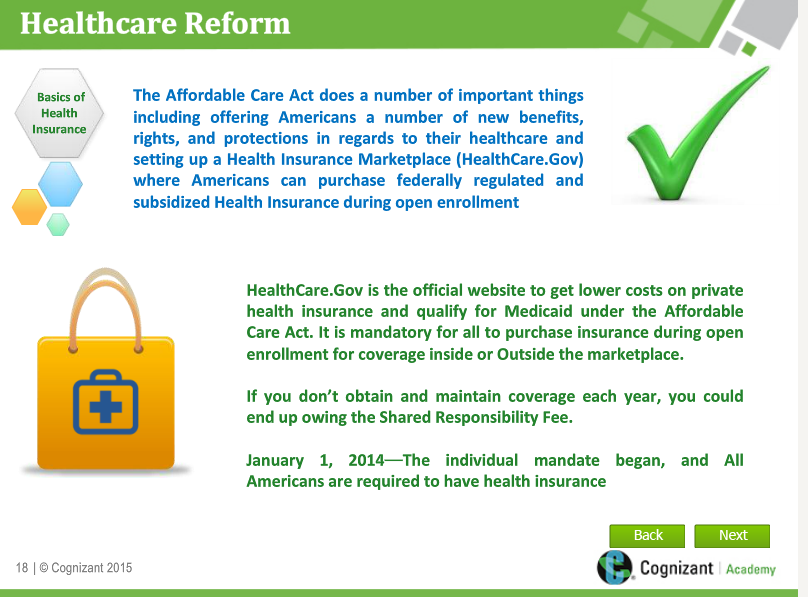 Healthcare Reform
Basics of
Health
Insurance
The Affordable Care Act does a number of important things
including offering Americans a number of new benefits,
rights, and protections in regards to their healthcare and
setting up a Health Insurance Marketplace (HealthCare.Gov)
where Americans can purchase federally regulated and
subsidized Health Insurance during open enrollment
HealthCare.Gov is the official website to get lower costs on private
health insurance and qualify for Medicaid under the Affordable
Care Act. It is mandatory for all to purchase insurance during open
enrollment for coverage inside or Outside the marketplace.
If you don’t obtain and maintain coverage each year, you could
end up owing the Shared Responsibility Fee.
January 1, 2014—The individual mandate began, and All
Americans are required to have health insurance
Back
Next
18 | © Cognizant 2015
Cognizant | Academy